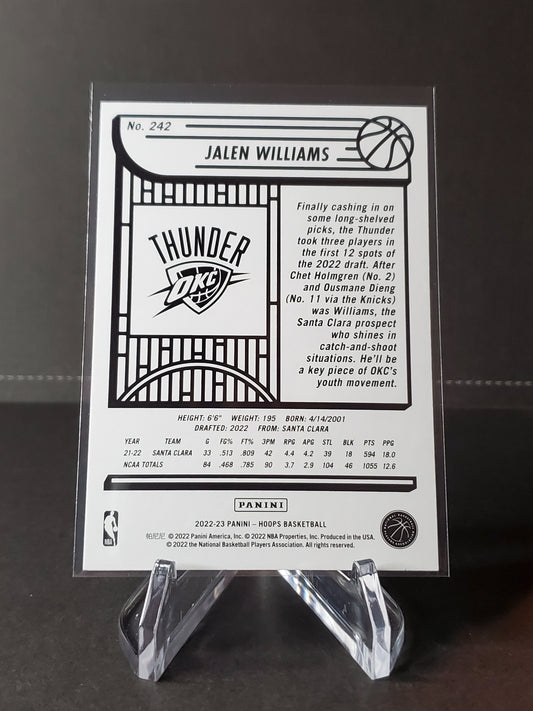 No. 242
JALEN WILLIAMS
THUNDER
OKC
Finally cashing in on
some long-shelved
picks, the Thunder
took three players in
the first 12 spots of
the 2022 draft. After
Chet Holmgren (No. 2)
and Ousmane Dieng
(No. 11 via the Knicks)
was Williams, the
Santa Clara prospect
who shines in
catch-and-shoot
situations. He'll be
a key piece of OKC's
youth movement.
HEIGHT: 6'6" WEIGHT: 195 BORN: 4/14/2001
DRAFTED: 2022 FROM: SANTA CLARA
YEAR TEAM G FG% FT% 3PM RPG APG STL BLK PTS PPG
21-22 SANTA CLARA 33 .513 .809 42 4.4 4.2 39 18 594 18.0
NCAA TOTALS 84 .468 .785 90 3.7 2.9 104 46 1055 12.6
PANINI
2022-23 PANINI – HOOPS BASKETBALL
帕尼尼 © 2022 Panini America, Inc. © 2022 NBA Properties, Inc. Produced in the USA.
© 2022 the National Basketball Players Association. All rights reserved.
NBA